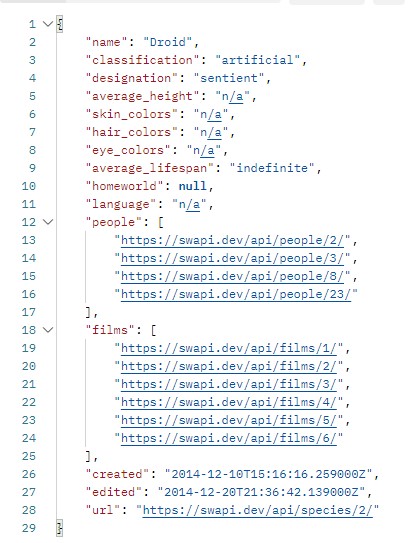 1 {
2 "name": "Droid",
3 "classification": "artificial",
4 "designation": "sentient",
5 "average_height": "n/a",
6 "skin_colors": "n/a",
7 "hair_colors": "n/a",
8 "eye_colors": "n/a",
9 "average_lifespan": "indefinite",
10 "homeworld": null,
11 "language": "n/a",
12 "people": [
13 "https://swapi.dev/api/people/2/",
14 "https://swapi.dev/api/people/3/",
15 "https://swapi.dev/api/people/8/",
16 "https://swapi.dev/api/people/23/"
17 ],
18 "films": [
19 "https://swapi.dev/api/films/1/",
20 "https://swapi.dev/api/films/2/",
21 "https://swapi.dev/api/films/3/",
22 "https://swapi.dev/api/films/4/",
23 "https://swapi.dev/api/films/5/",
24 "https://swapi.dev/api/films/6/"
25 ],
26 "created": "2014-12-10T15:16:16.259000Z",
27 "edited": "2014-12-20T21:36:42.139000Z",
28 "url": "https://swapi.dev/api/species/2/"
29 }